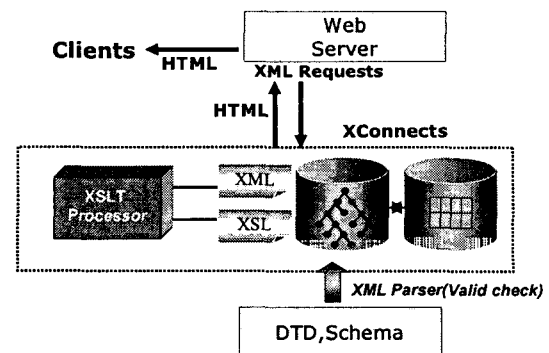 Web
Server
Clients
HTML
XML Requests
HTML
XConnects
XSLT
Processor
XML
XSL
XML Parser(Valid check)
DTD,Schema